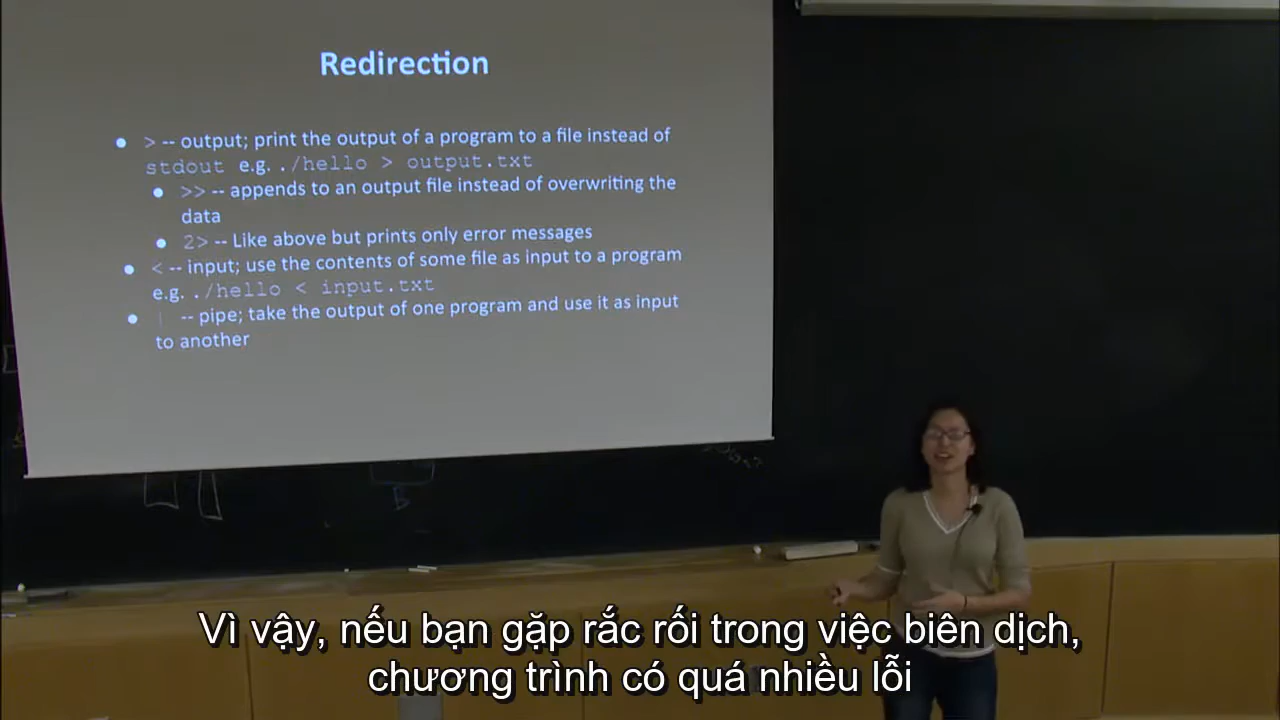 Redirection
● > -- output; print the output of a program to a file instead of
stdout e.g. ./hello > output.txt
● >> -- appends to an output file instead of overwriting the
data
● 2> -- Like above but prints only error messages
● < -- input; use the contents of some file as input to a program
e.g. ./hello < input.txt
● | -- pipe; take the output of one program and use it as input
to another
B
Vì vậy, nếu bạn gặp rắc rối trong việc biên dịch,
chương trình có quá nhiều lỗi